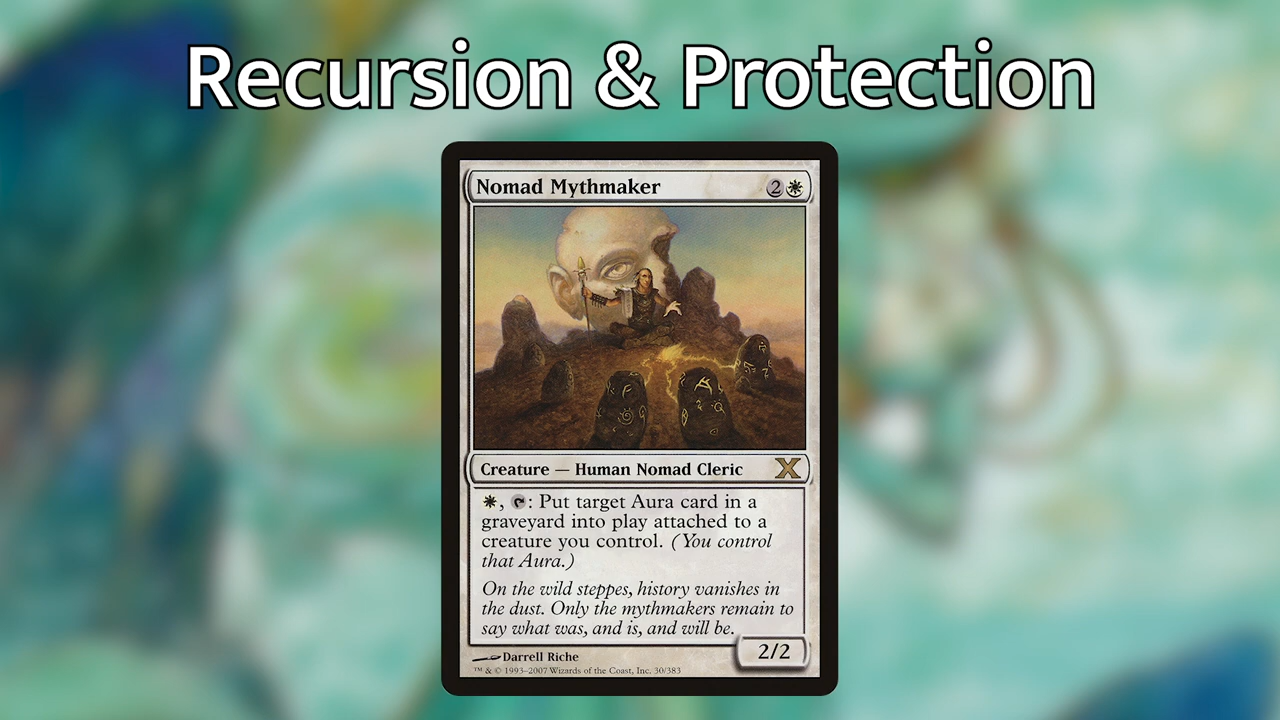 Recursion & Protection
Nomad Mythmaker 2
Creature — Human Nomad Cleric
, : Put target Aura card in a
graveyard into play attached to a
creature you control. (You control
that Aura.)
On the wild steppes, history vanishes in
the dust. Only the mythmakers remain to
say what was, and is, and will be.
2/2
Darrell Riche
™ & © 1993–2007 Wizards of the Coast, Inc. 30/383